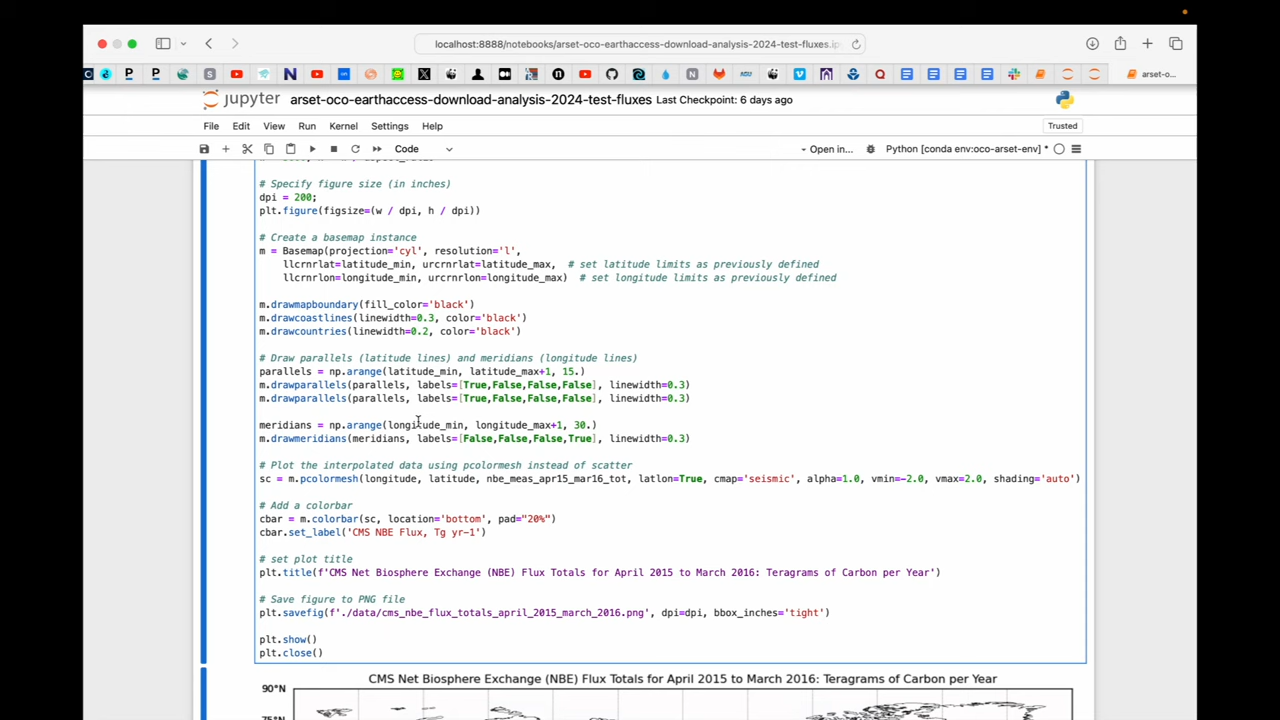 localhost:8888/notebooks/arset-oco-earthaccess-download-analysis-2024-test-fluxes.ip
arset-o...
jupyter arset-oco-earthaccess-download-analysis-2024-test-fluxes Last Checkpoint: 6 days ago
File Edit View Run Kernel Settings Help Trusted
Code Open in... Python [conda env:oco-arset-env] *
# Specify figure size (in inches)
dpi = 200;
plt.figure(figsize=(w / dpi, h / dpi))
# Create a basemap instance
m = Basemap(projection='cyl', resolution='l',
llcrnrlat=latitude_min, urcrnrlat=latitude_max, # set latitude limits as previously defined
llcrnrlon=longitude_min, urcrnrlon=longitude_max) # set longitude limits as previously defined
m.drawmapboundary(fill_color='black')
m.drawcoastlines(linewidth=0.3, color='black')
m.drawcountries(linewidth=0.2, color='black')
# Draw parallels (latitude lines) and meridians (longitude lines)
parallels = np.arange(latitude_min, latitude_max+1, 15.)
m.drawparallels(parallels, labels=[True,False,False,False], linewidth=0.3)
m.drawparallels(parallels, labels=[True,False,False,False], linewidth=0.3)
meridians = np.arange(longitude_min, longitude_max+1, 30.)
m.drawmeridians(meridians, labels=[False,False,False,True], linewidth=0.3)
# Plot the interpolated data using pcolormesh instead of scatter
sc = m.pcolormesh(longitude, latitude, nbe_meas_apr15_mar16_tot, latlon=True, cmap='seismic', alpha=1.0, vmin=-2.0, vmax=2.0, shading='auto')
# Add a colorbar
cbar = m.colorbar(sc, location='bottom', pad="20%")
cbar.set_label('CMS NBE Flux, Tg yr-1')
# set plot title
plt.title(f'CMS Net Biosphere Exchange (NBE) Flux Totals for April 2015 to March 2016: Teragrams of Carbon per Year')
# Save figure to PNG file
plt.savefig(f'./data/cms_nbe_flux_totals_april_2015_march_2016.png', dpi=dpi, bbox_inches='tight')
plt.show()
plt.close()
CMS Net Biosphere Exchange (NBE) Flux Totals for April 2015 to March 2016: Teragrams of Carbon per Year
90°N